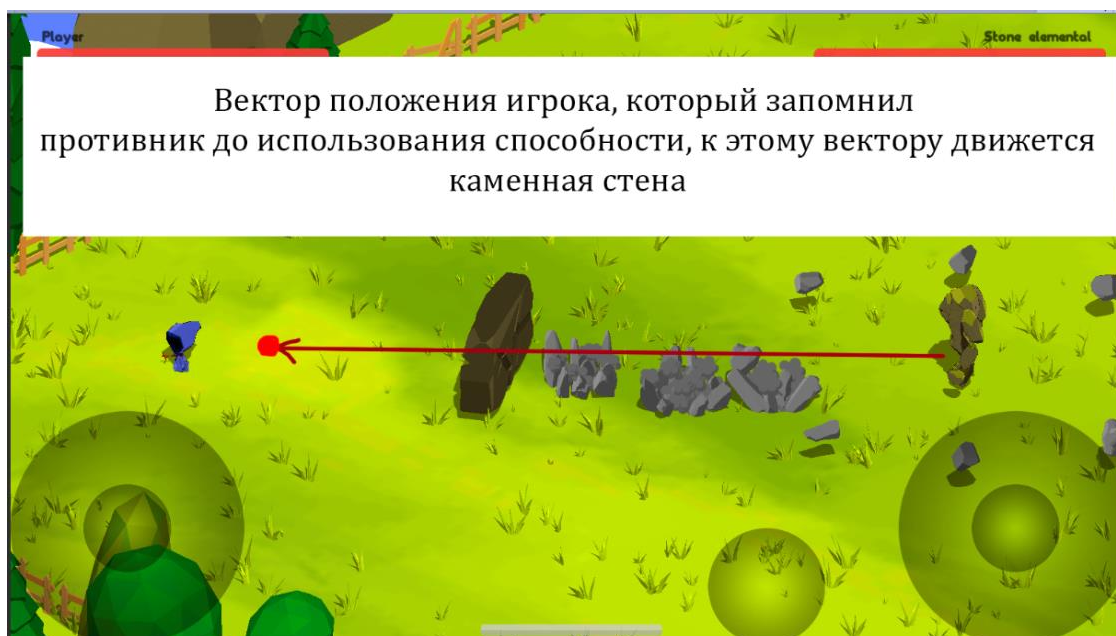 Player
Stone elemental
Вектор положения игрока, который запомнил
противник до использования способности, к этому вектору движется
каменная стена